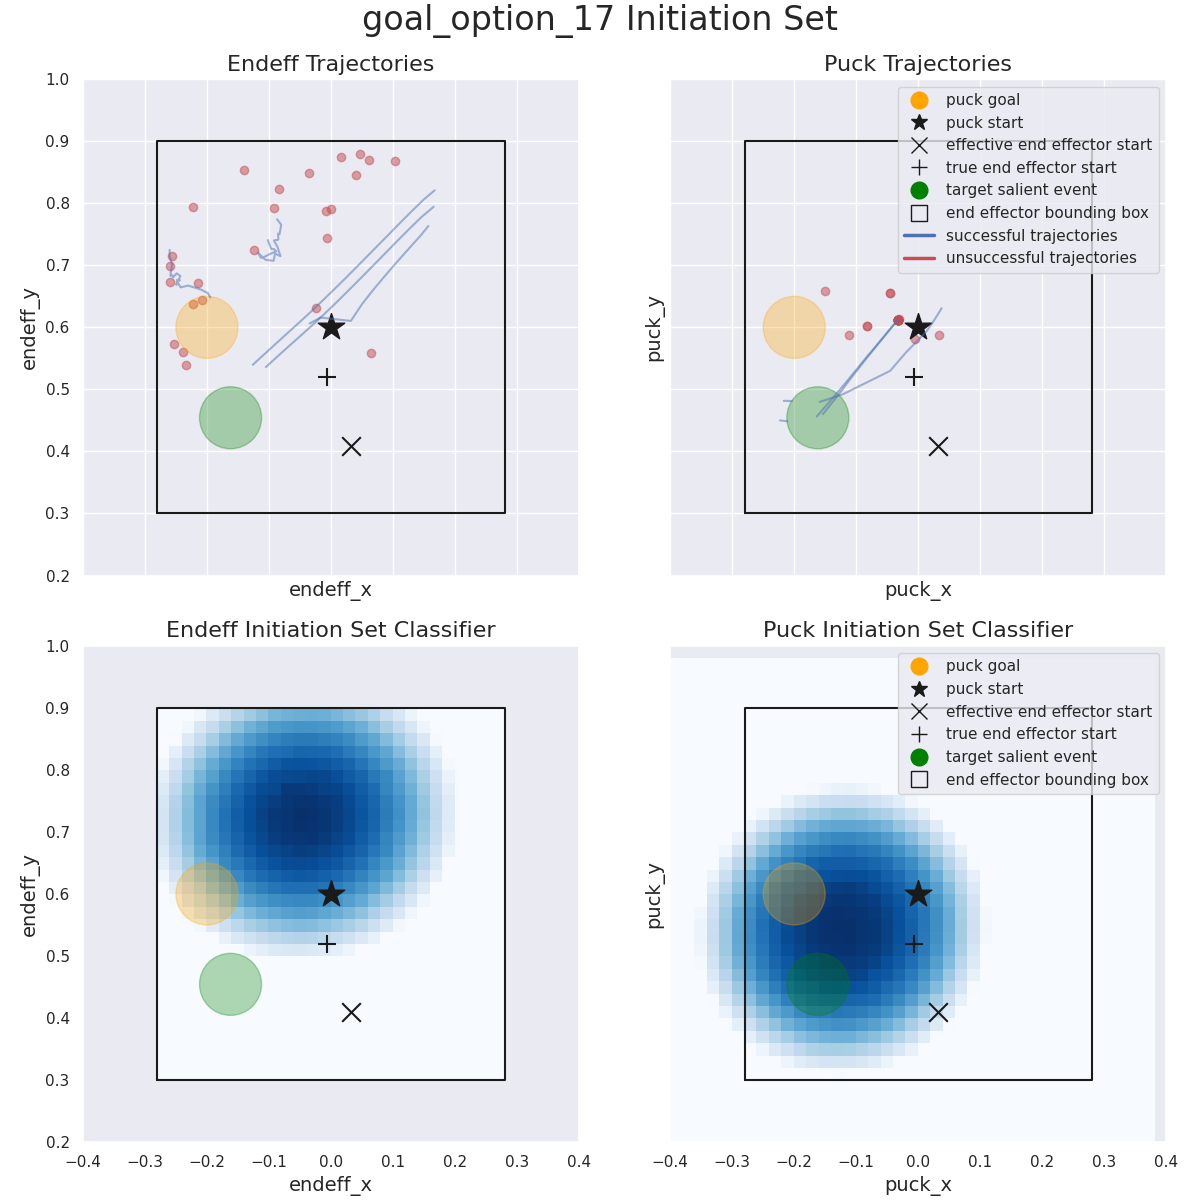 goal_option_17 Initiation Set
Endeff Trajectories
1.0
0.9
0.8
0.7
0.6
0.5
0.4
0.3
0.2
endeff_y
endeff_x
Puck Trajectories
puck goal
puck start
effective end effector start
true end effector start
target salient event
end effector bounding box
successful trajectories
unsuccessful trajectories
puck_y
puck_x
Endeff Initiation Set Classifier
1.0
0.9
0.8
0.7
0.6
0.5
0.4
0.3
0.2
endeff_y
−0.4 −0.3 −0.2 −0.1 0.0 0.1 0.2 0.3 0.4
endeff_x
Puck Initiation Set Classifier
puck goal
puck start
effective end effector start
true end effector start
target salient event
end effector bounding box
puck_y
−0.4 −0.3 −0.2 −0.1 0.0 0.1 0.2 0.3 0.4
puck_x